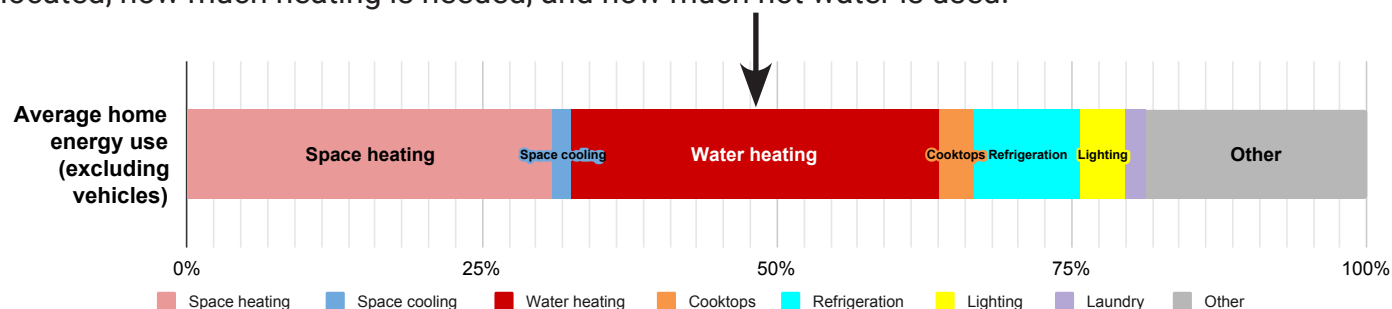 located, how much heating is needed, and how much hot water is used.
Average home
energy use
(excluding
vehicles)
Space heating
Space cooling
Water heating
Cooktops
Refrigeration
Lighting
Other
0%
25%
50%
75%
100%
Space heating
Space cooling
Water heating
Cooktops
Refrigeration
Lighting
Laundry
Other